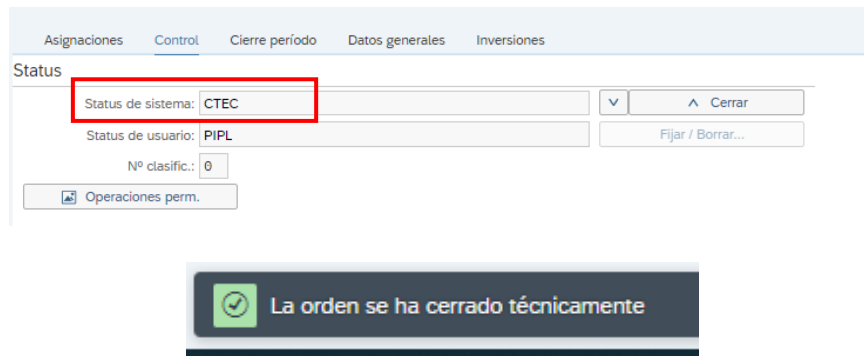 Asignaciones Control Cierre período Datos generales Inversiones
Status
Status de sistema: CTEC Cerrar
Status de usuario: PIPL Fijar / Borrar...
Nº clasific.: 0
Operaciones perm.
La orden se ha cerrado técnicamente